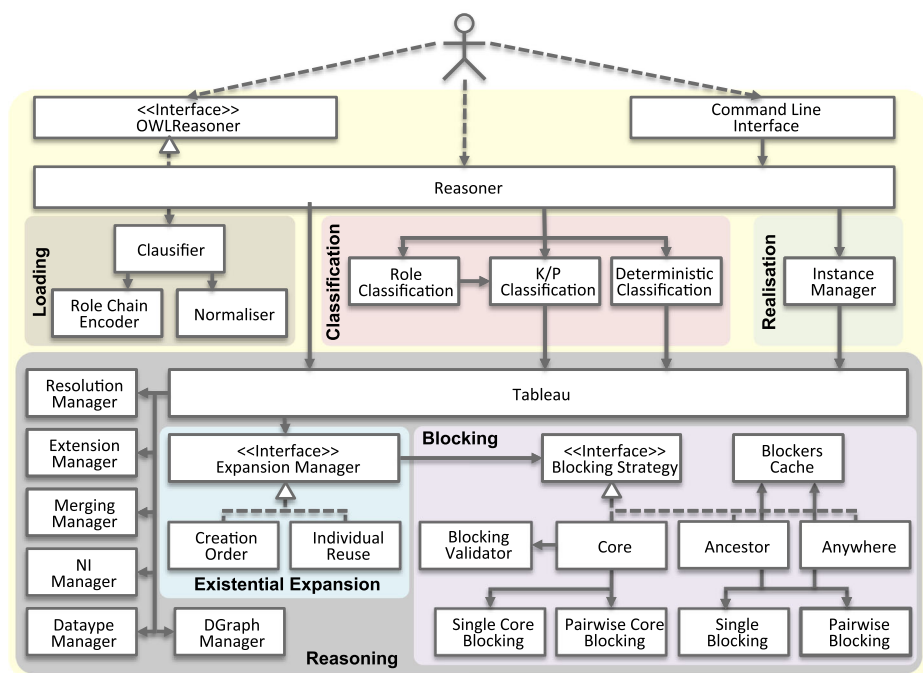 <<Interface>>
OWLReasoner
Command Line
Interface
Reasoner
Loading
Clausifier
Role Chain
Encoder
Normaliser
Classification
Role
Classification
K/P
Classification
Deterministic
Classification
Realisation
Instance
Manager
Tableau
Resolution
Manager
Extension
Manager
Merging
Manager
NI
Manager
Dataype
Manager
DGraph
Manager
Reasoning
<<Interface>>
Expansion Manager
Creation
Order
Individual
Reuse
Existential Expansion
Blocking
<<Interface>>
Blocking Strategy
Blockers
Cache
Blocking
Validator
Core
Ancestor
Anywhere
Single Core
Blocking
Pairwise Core
Blocking
Single
Blocking
Pairwise
Blocking